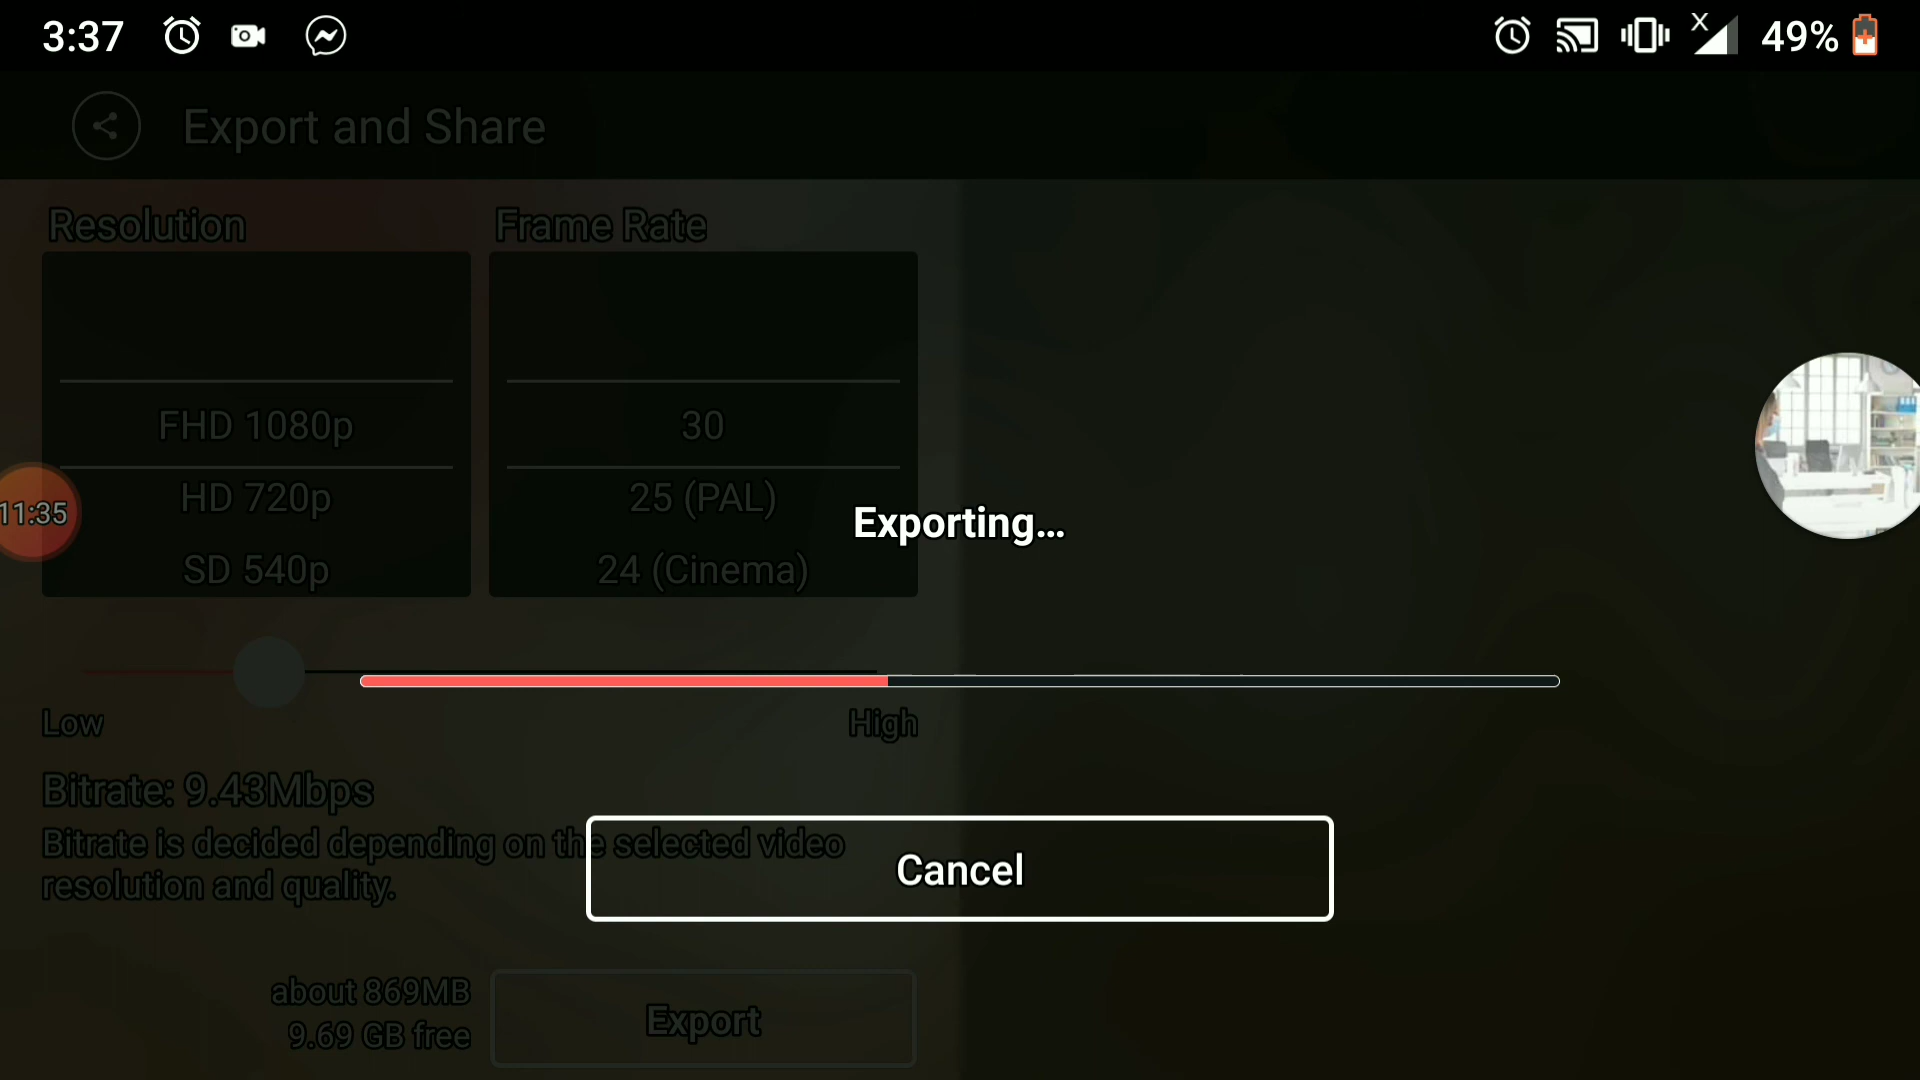 3:37
49%
Export and Share
Resolution
Frame Rate
FHD 1080p
30
HD 720p
25 (PAL)
SD 540p
24 (Cinema)
11:35
Exporting...
Low
High
Bitrate: 9.43Mbps
Bitrate is decided depending on the selected video
resolution and quality.
Cancel
about 869MB
9.69 GB free
Export